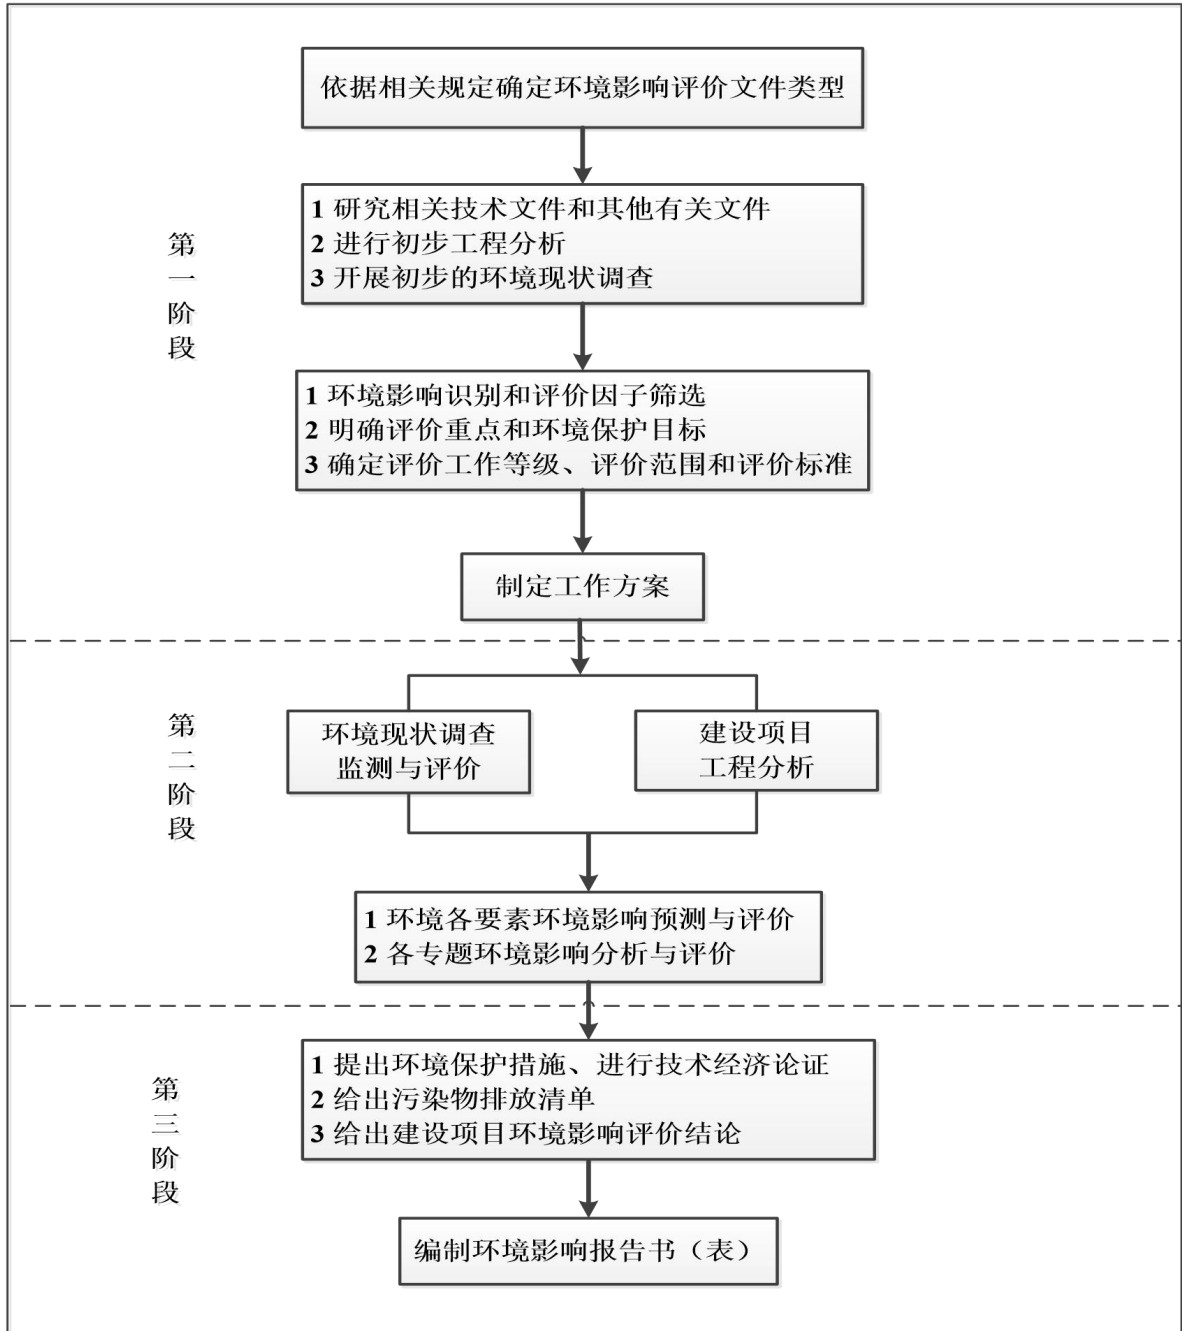 依据相关规定确定环境影响评价文件类型
第一阶段
1 研究相关技术文件和其他有关文件
2 进行初步工程分析
3 开展初步的环境现状调查
1 环境影响识别和评价因子筛选
2 明确评价重点和环境保护目标
3 确定评价工作等级、评价范围和评价标准
制定工作方案
第二阶段
环境现状调查
监测与评价
建设项目
工程分析
1 环境各要素环境影响预测与评价
2 各专题环境影响分析与评价
第三阶段
1 提出环境保护措施、进行技术经济论证
2 给出污染物排放清单
3 给出建设项目环境影响评价结论
编制环境影响报告书（表）